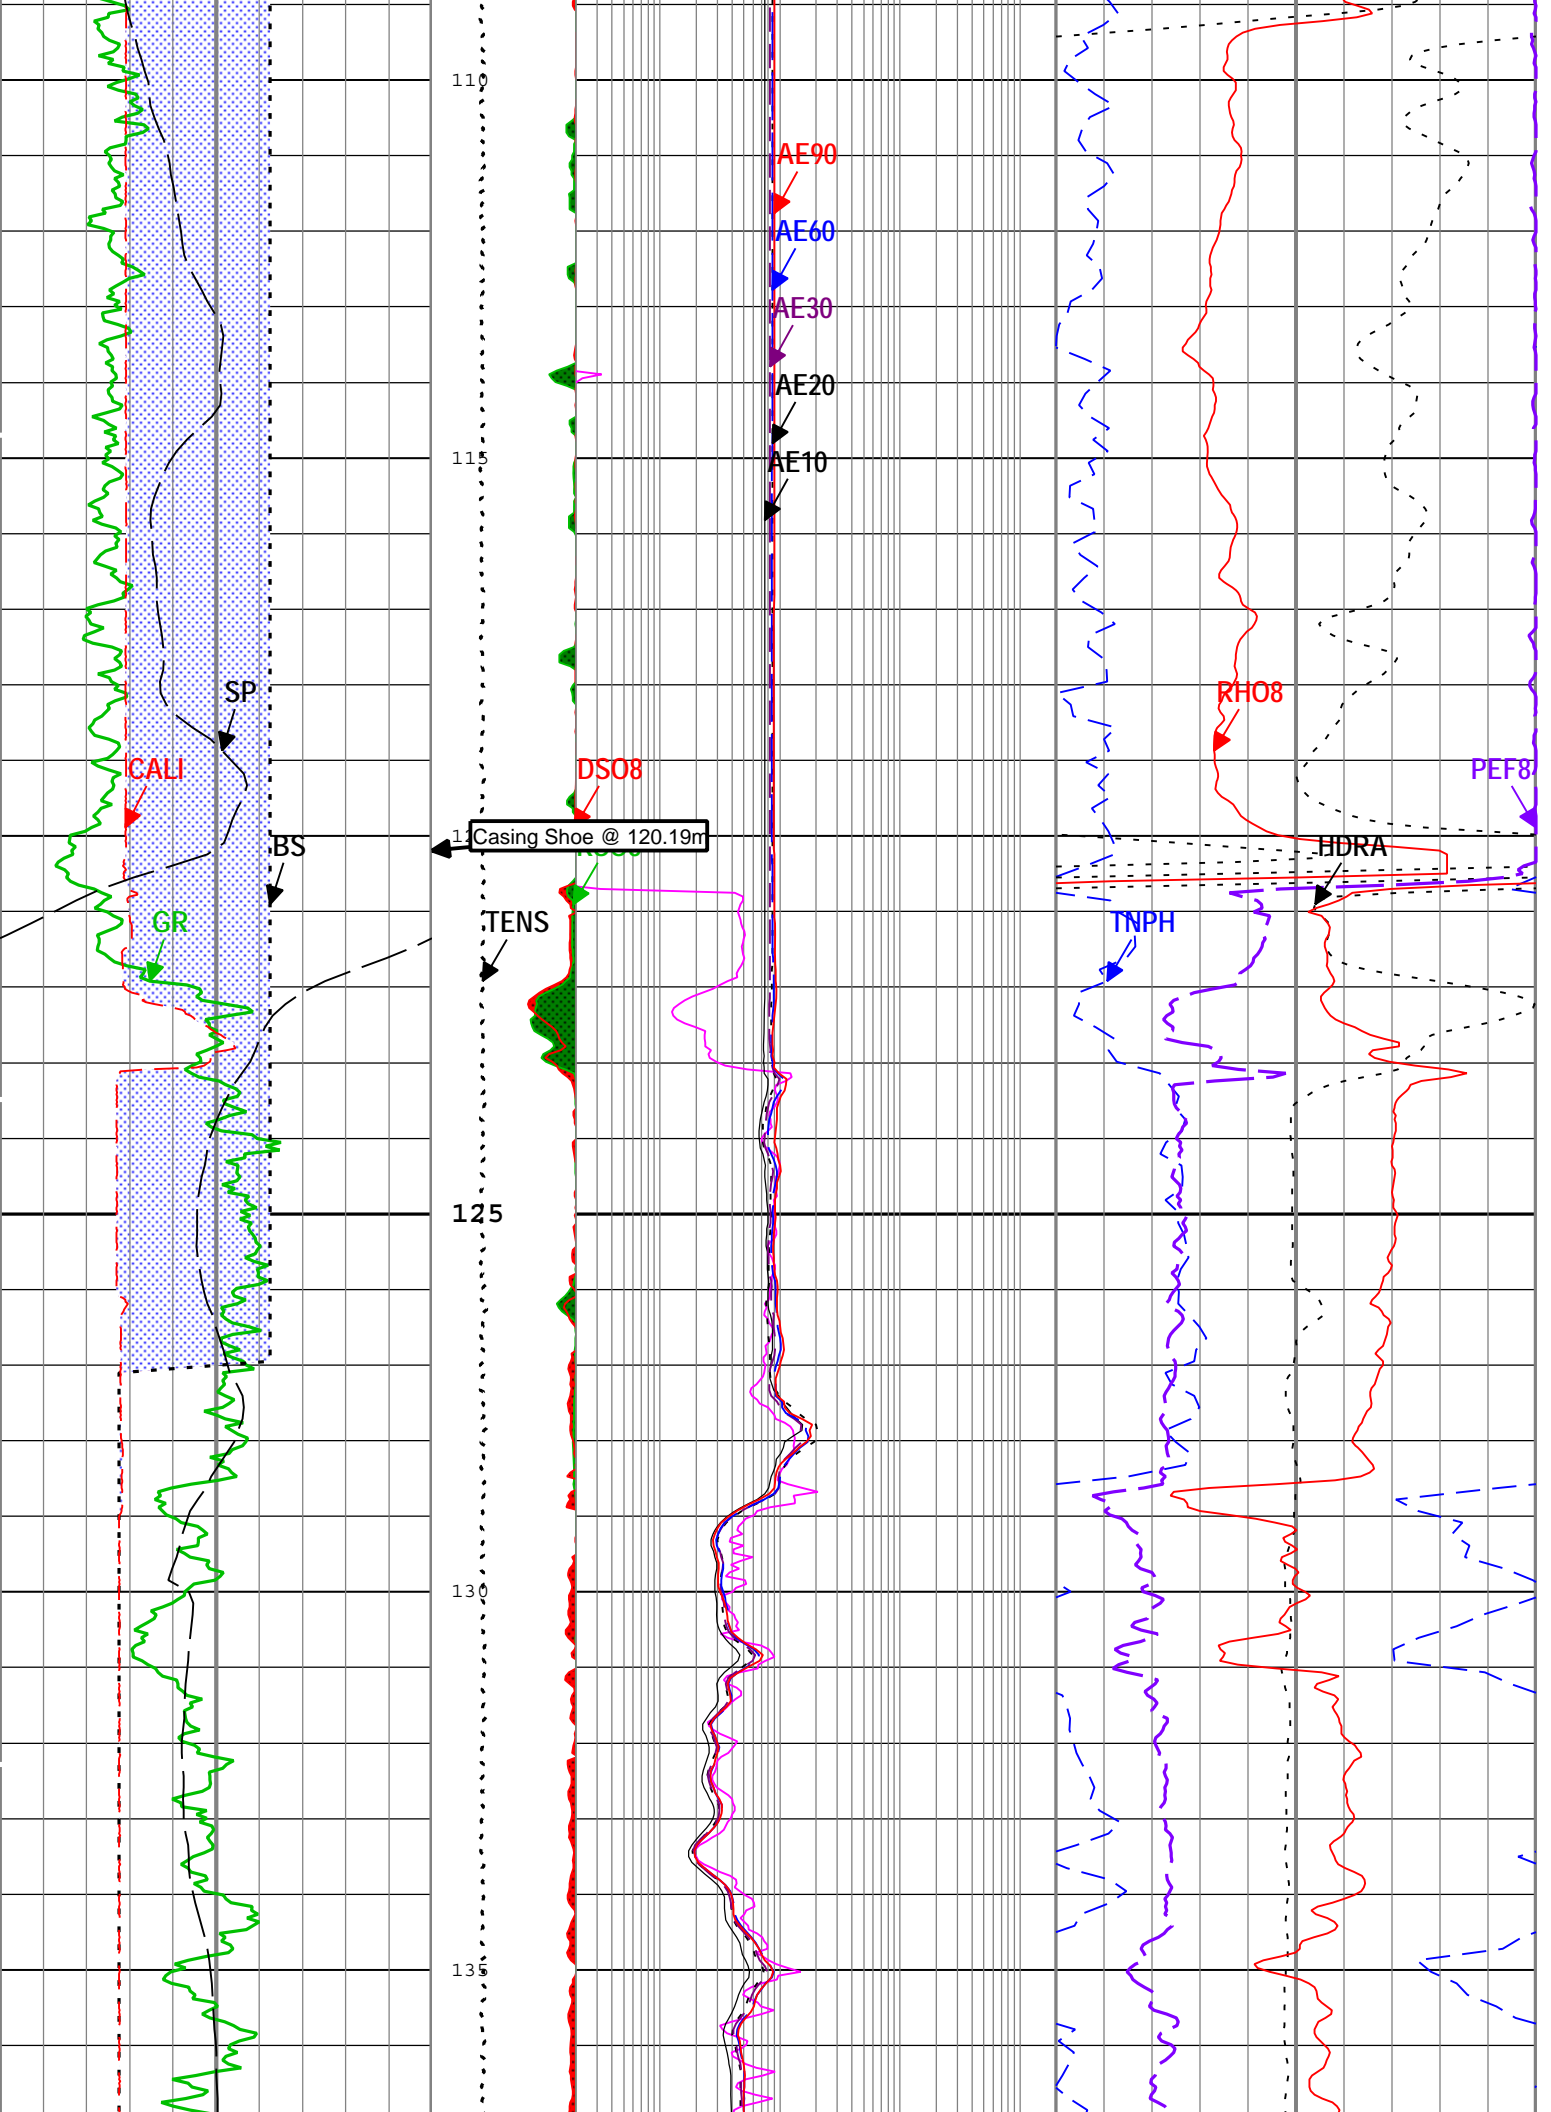 110
AE90
AE60
AE30
AE20
115
AE10
SP
RHO8
CALI
DSO8
PEF8
Casing Shoe @ 120.19m
BS
HDRA
GR
TENS
TNPH
125
130
135